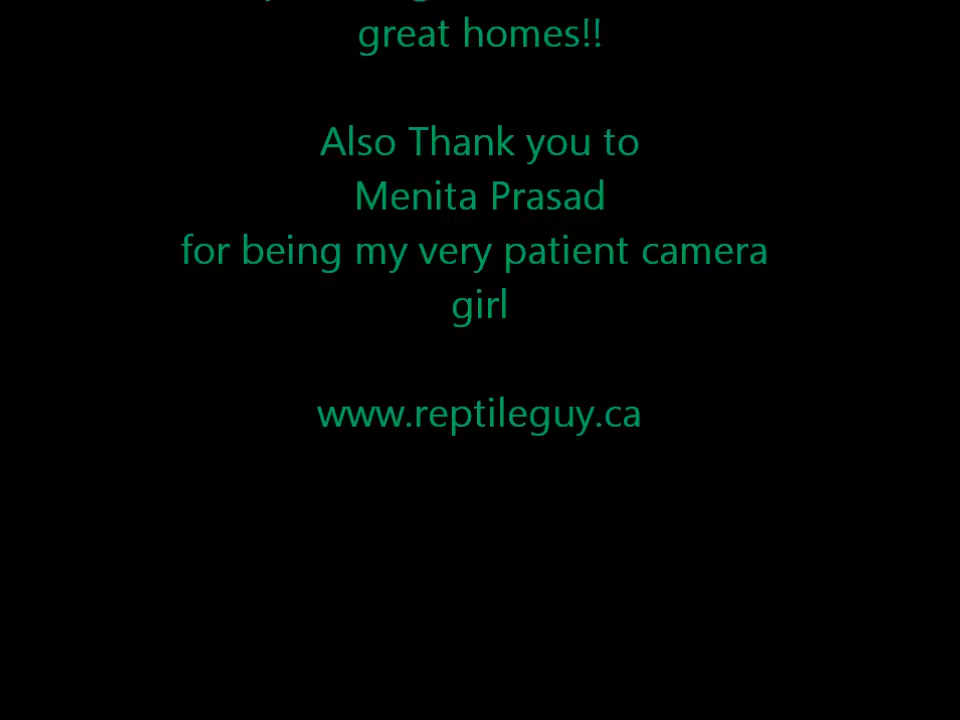 great homes!!
Also Thank you to
Menita Prasad
for being my very patient camera
girl
www.reptileguy.ca